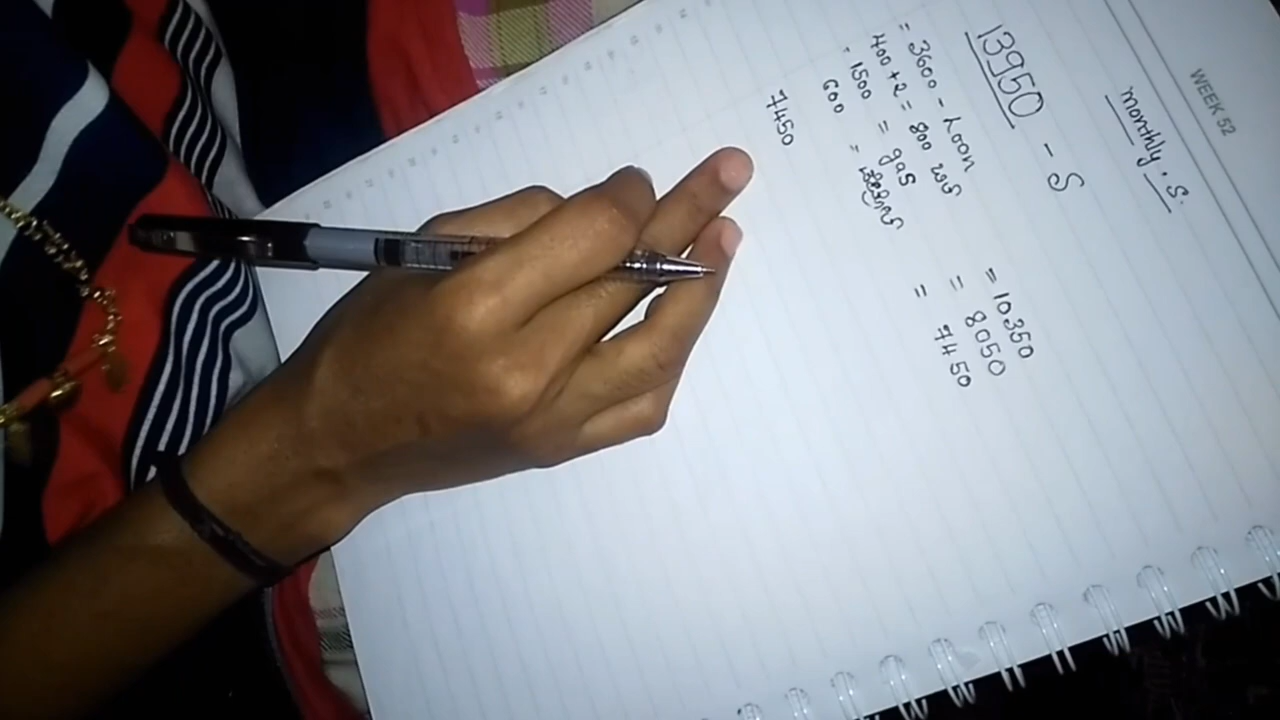 WEEK 52
monthly. S.
13950 - S
= 3600 - Loan = 10350
400 + 2 = 800 = 8050
- 1500 = gas = 7450
600 =
7450